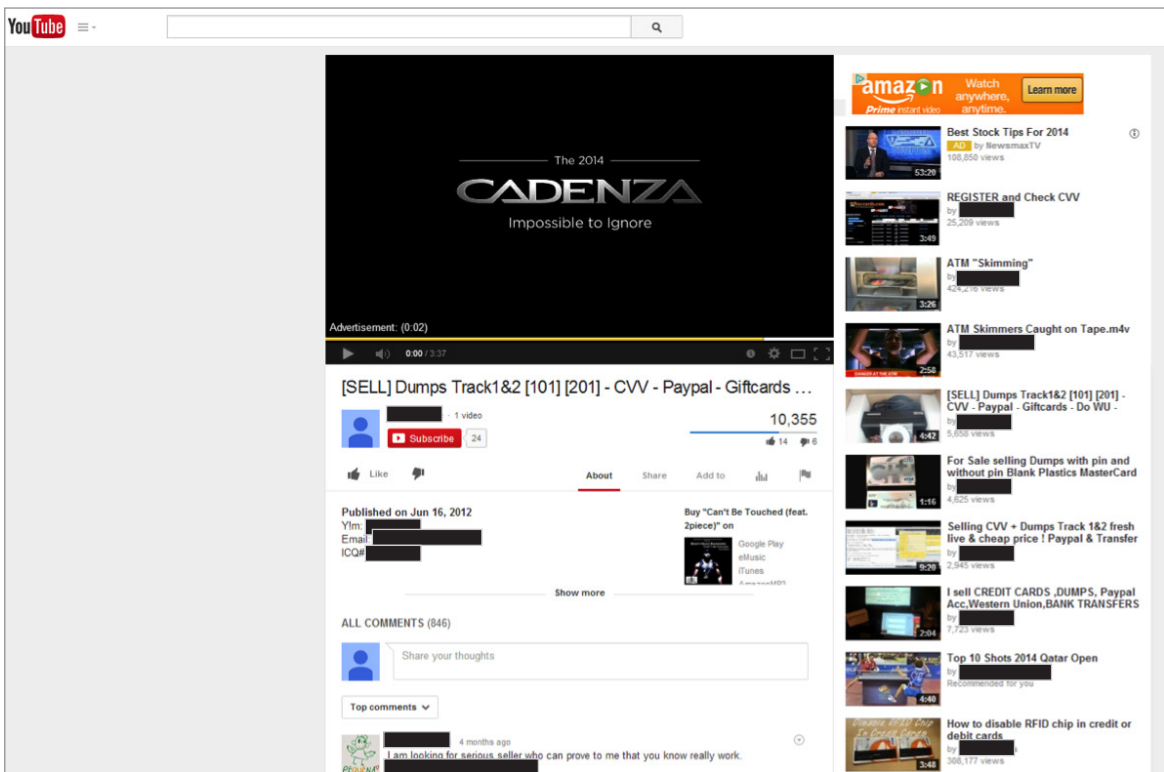 YouTube
The 2014
CADENZA
Impossible to Ignore
Advertisement: (0:02)
0:00 / 3:37
[SELL] Dumps Track1&2 [101] [201] - CVV - Paypal - Giftcards ...
· 1 video
Subscribe
24
10,355
14
6
Like
About
Share
Add to
Published on Jun 16, 2012
Y!m:
Email:
ICQ#
Buy "Can't Be Touched (feat.
2piece)" on
Google Play
eMusic
iTunes
AmazonMP3
Show more
ALL COMMENTS (846)
Share your thoughts
Top comments
4 months ago
I am looking for serious seller who can prove to me that you know really work.
amazon
Prime instant video
Watch
anywhere,
anytime.
Learn more
Best Stock Tips For 2014
AD by NewsmaxTV
108,850 views
53:20
REGISTER and Check CVV
by
25,209 views
3:49
ATM "Skimming"
by
424,216 views
3:26
ATM Skimmers Caught on Tape.m4v
by
43,517 views
2:58
[SELL] Dumps Track1&2 [101] [201] -
CVV - Paypal - Giftcards - Do WU -
by
5,658 views
4:42
For Sale selling Dumps with pin and
without pin Blank Plastics MasterCard
by
4,625 views
1:16
Selling CVV + Dumps Track 1&2 fresh
live & cheap price ! Paypal & Transfer
by
2,945 views
9:20
I sell CREDIT CARDS ,DUMPS, Paypal
Acc,Western Union,BANK TRANSFERS
by
7,723 views
2:04
Top 10 Shots 2014 Qatar Open
by
Recommended for you
4:40
How to disable RFID chip in credit or
debit cards
by
308,177 views
3:48